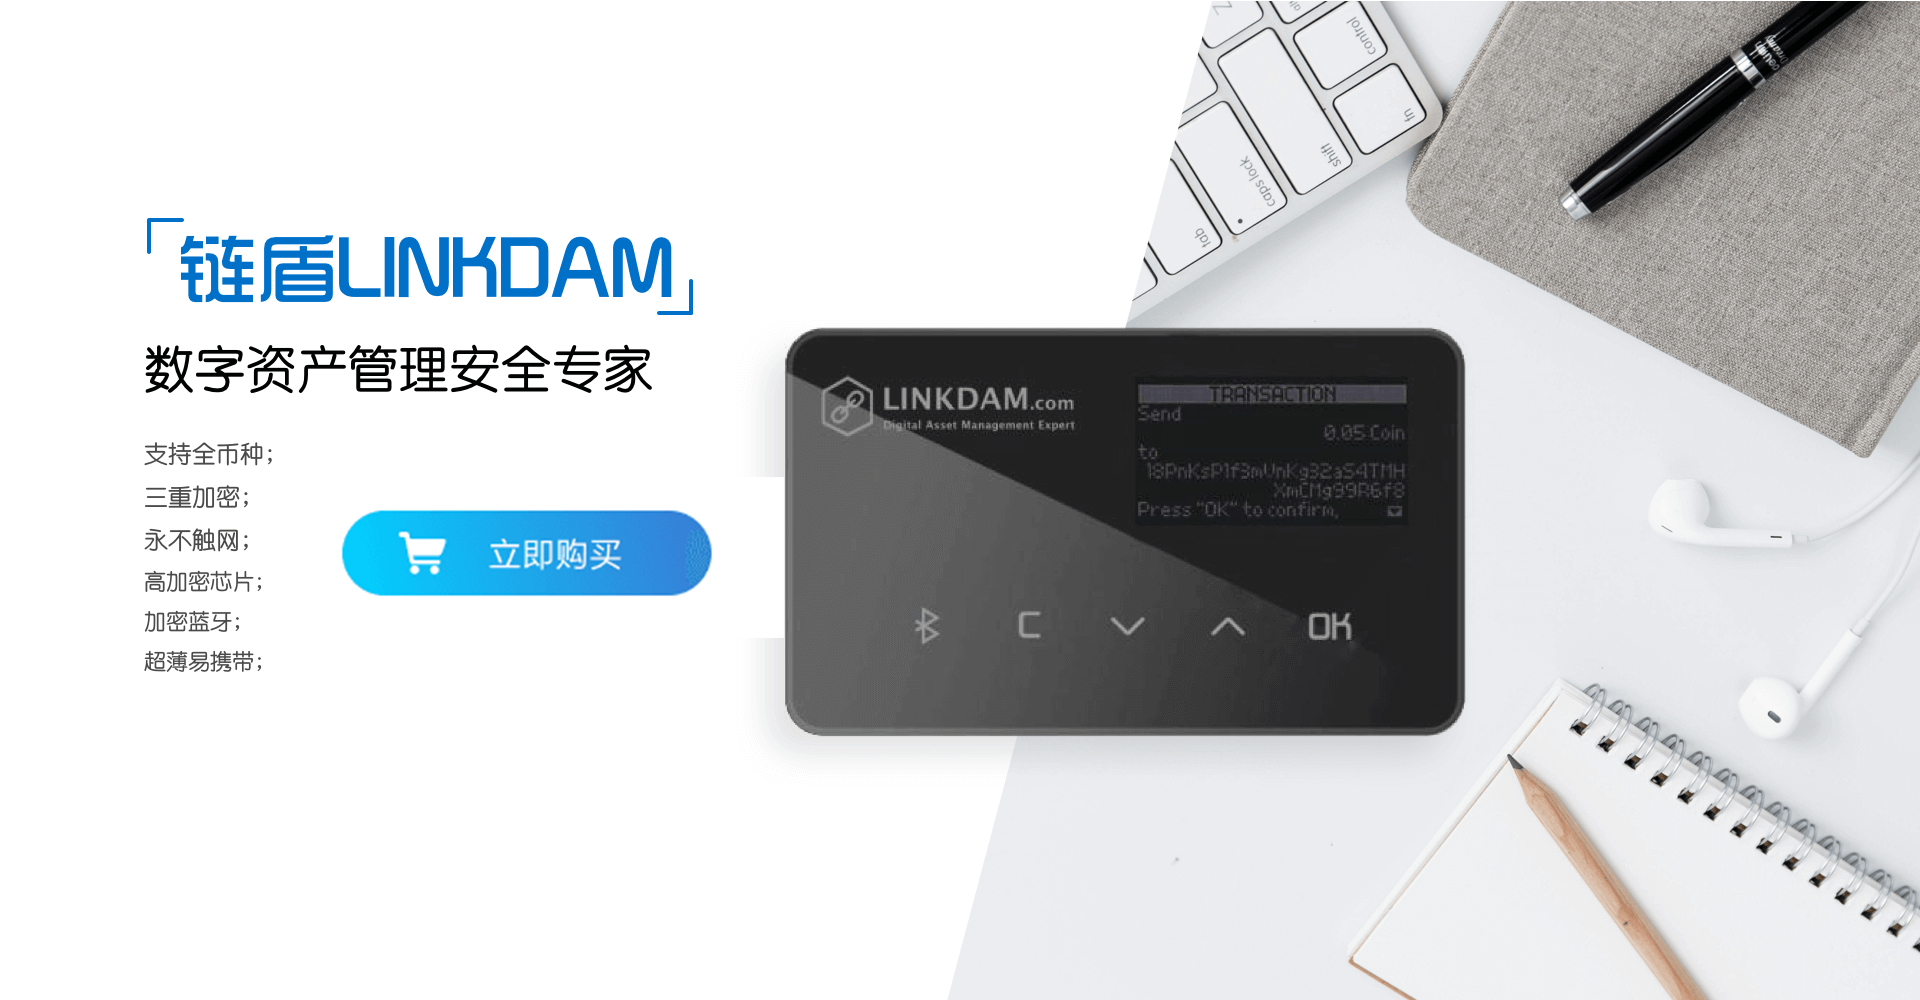 链盾LINKDAM
数字资产管理安全专家
支持全币种；
三重加密；
永不触网；
高加密芯片；
加密蓝牙；
超薄易携带；
立即购买
LINKDAM.com
Digital Asset Management Expert
TRANSACTION
Send
0.05 Coin
to
18PnKsP1f3mVnKg32aS4TMH
XmCMg99R6f8
Press "OK" to confirm.
C
OK
Z
alt
control
fn
shift
caps lock
tab